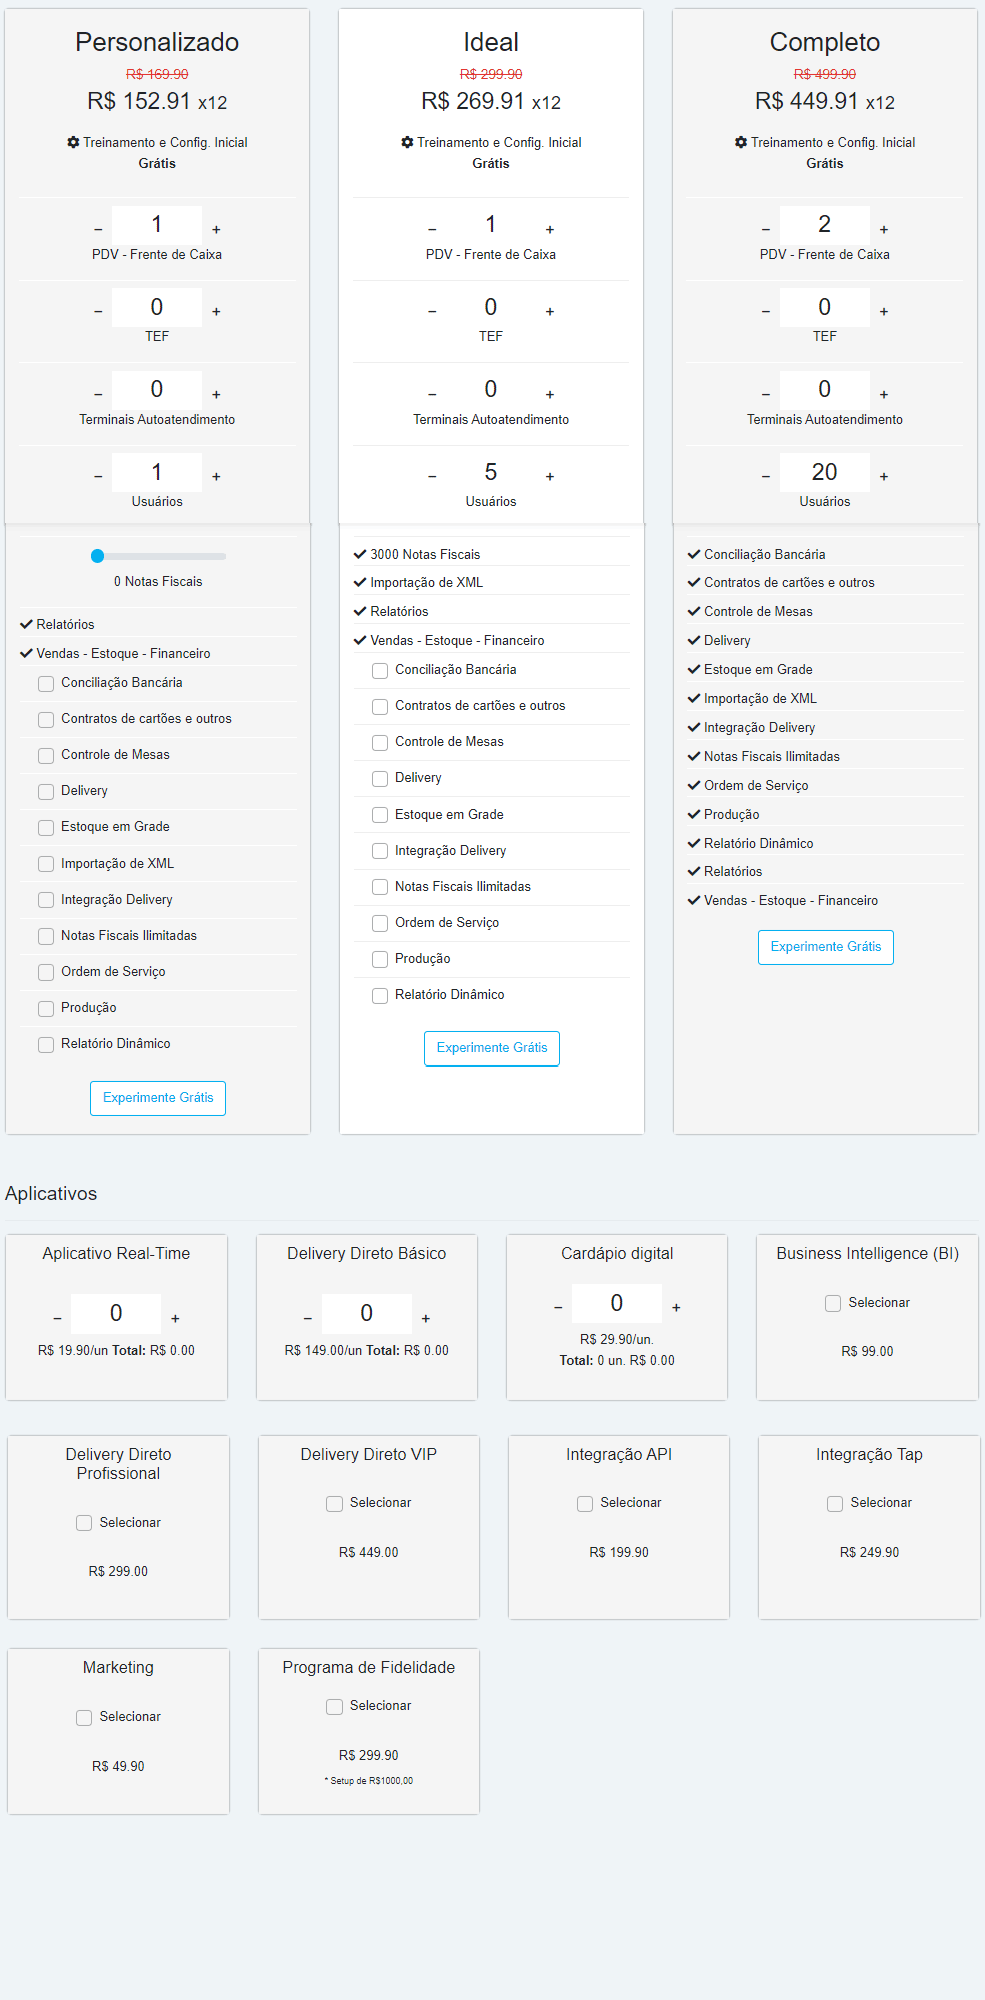 Personalizado
R$ 169.90
R$ 152.91 x12
Treinamento e Config. Inicial
Grátis
− 1 +
PDV - Frente de Caixa
− 0 +
TEF
− 0 +
Terminais Autoatendimento
− 1 +
Usuários
0 Notas Fiscais
Relatórios
Vendas - Estoque - Financeiro
Conciliação Bancária
Contratos de cartões e outros
Controle de Mesas
Delivery
Estoque em Grade
Importação de XML
Integração Delivery
Notas Fiscais Ilimitadas
Ordem de Serviço
Produção
Relatório Dinâmico
Experimente Grátis
Ideal
R$ 299.90
R$ 269.91 x12
Treinamento e Config. Inicial
Grátis
− 1 +
PDV - Frente de Caixa
− 0 +
TEF
− 0 +
Terminais Autoatendimento
− 5 +
Usuários
3000 Notas Fiscais
Importação de XML
Relatórios
Vendas - Estoque - Financeiro
Conciliação Bancária
Contratos de cartões e outros
Controle de Mesas
Delivery
Estoque em Grade
Integração Delivery
Notas Fiscais Ilimitadas
Ordem de Serviço
Produção
Relatório Dinâmico
Experimente Grátis
Completo
R$ 499.90
R$ 449.91 x12
Treinamento e Config. Inicial
Grátis
− 2 +
PDV - Frente de Caixa
− 0 +
TEF
− 0 +
Terminais Autoatendimento
− 20 +
Usuários
Conciliação Bancária
Contratos de cartões e outros
Controle de Mesas
Delivery
Estoque em Grade
Importação de XML
Integração Delivery
Notas Fiscais Ilimitadas
Ordem de Serviço
Produção
Relatório Dinâmico
Relatórios
Vendas - Estoque - Financeiro
Experimente Grátis
Aplicativos
Aplicativo Real-Time
− 0 +
R$ 19.90/un Total: R$ 0.00
Delivery Direto Básico
− 0 +
R$ 149.00/un Total: R$ 0.00
Cardápio digital
− 0 +
R$ 29.90/un.
Total: 0 un. R$ 0.00
Business Intelligence (BI)
Selecionar
R$ 99.00
Delivery Direto
Profissional
Selecionar
R$ 299.00
Delivery Direto VIP
Selecionar
R$ 449.00
Integração API
Selecionar
R$ 199.90
Integração Tap
Selecionar
R$ 249.90
Marketing
Selecionar
R$ 49.90
Programa de Fidelidade
Selecionar
R$ 299.90
* Setup de R$1000,00